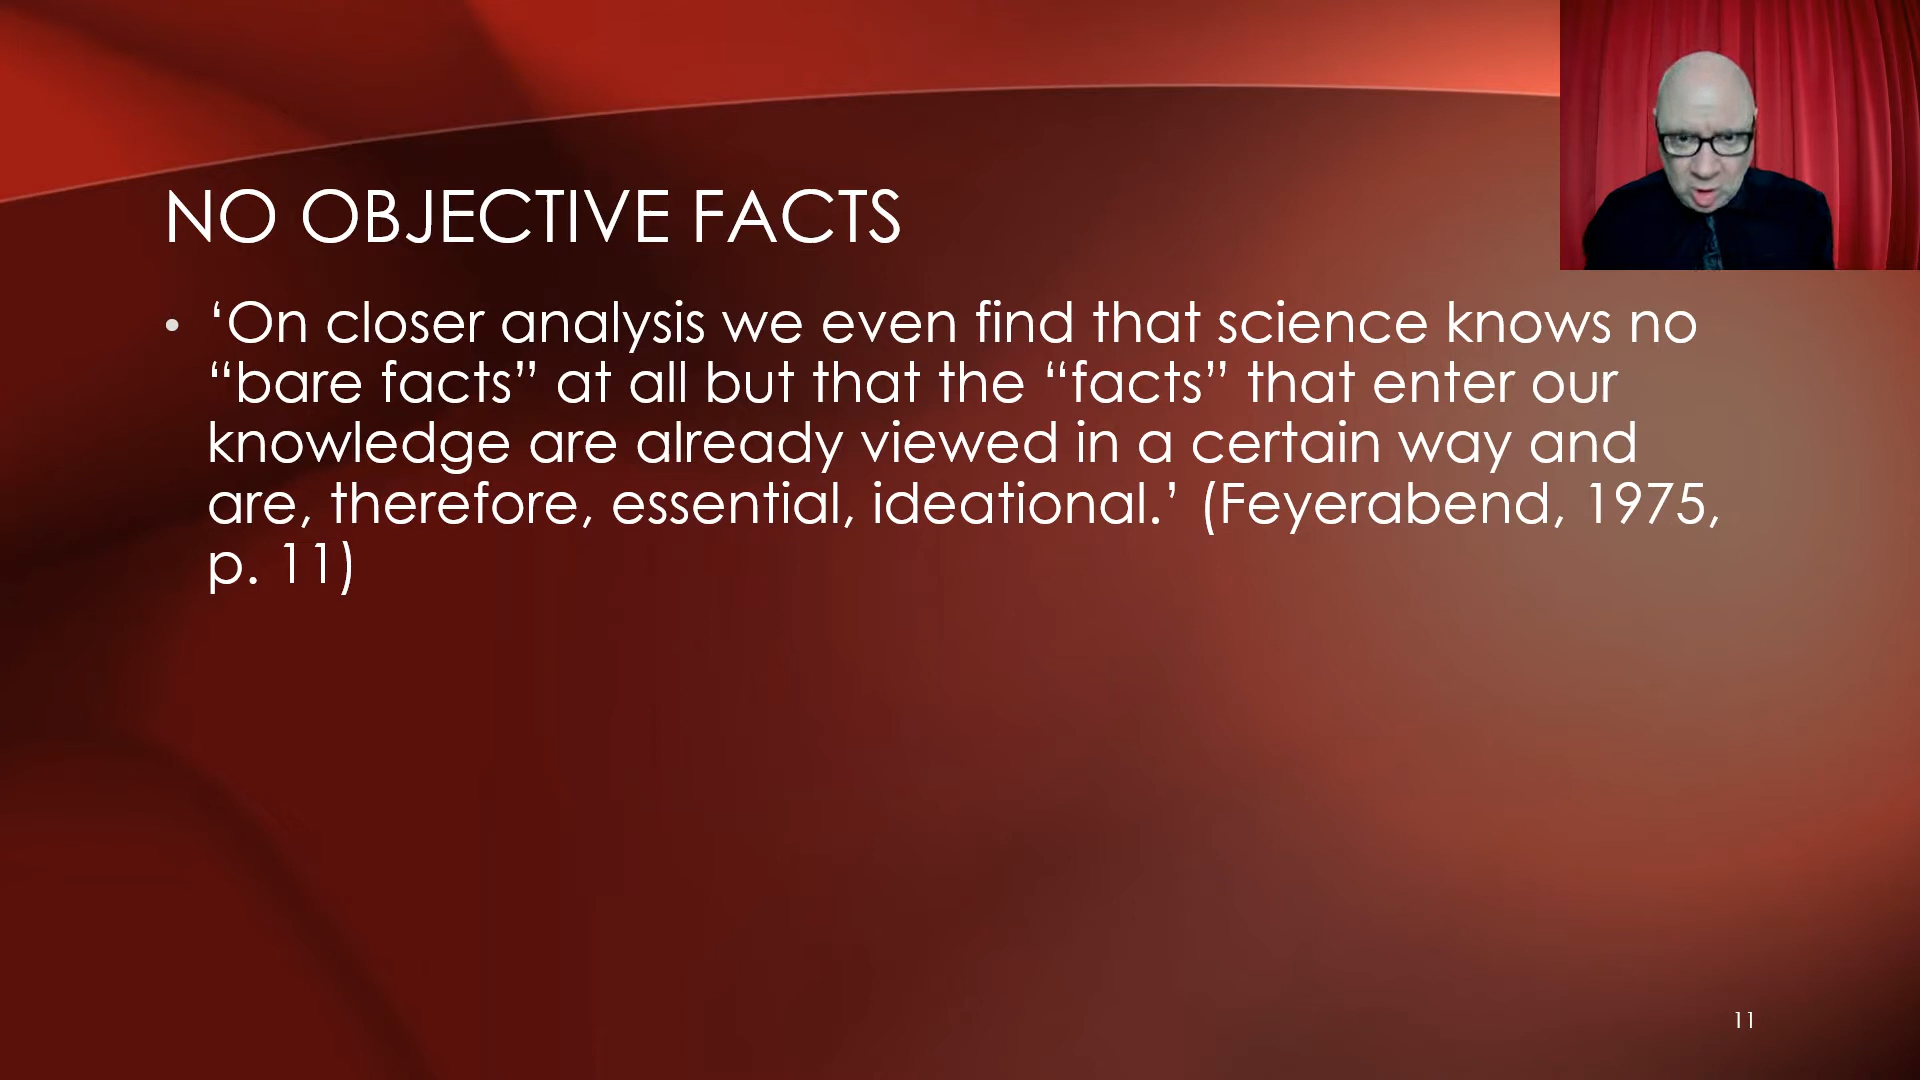 NO OBJECTIVE FACTS
• ‘On closer analysis we even find that science knows no
“bare facts” at all but that the “facts” that enter our
knowledge are already viewed in a certain way and
are, therefore, essential, ideational.’ (Feyerabend, 1975,
p. 11)
11